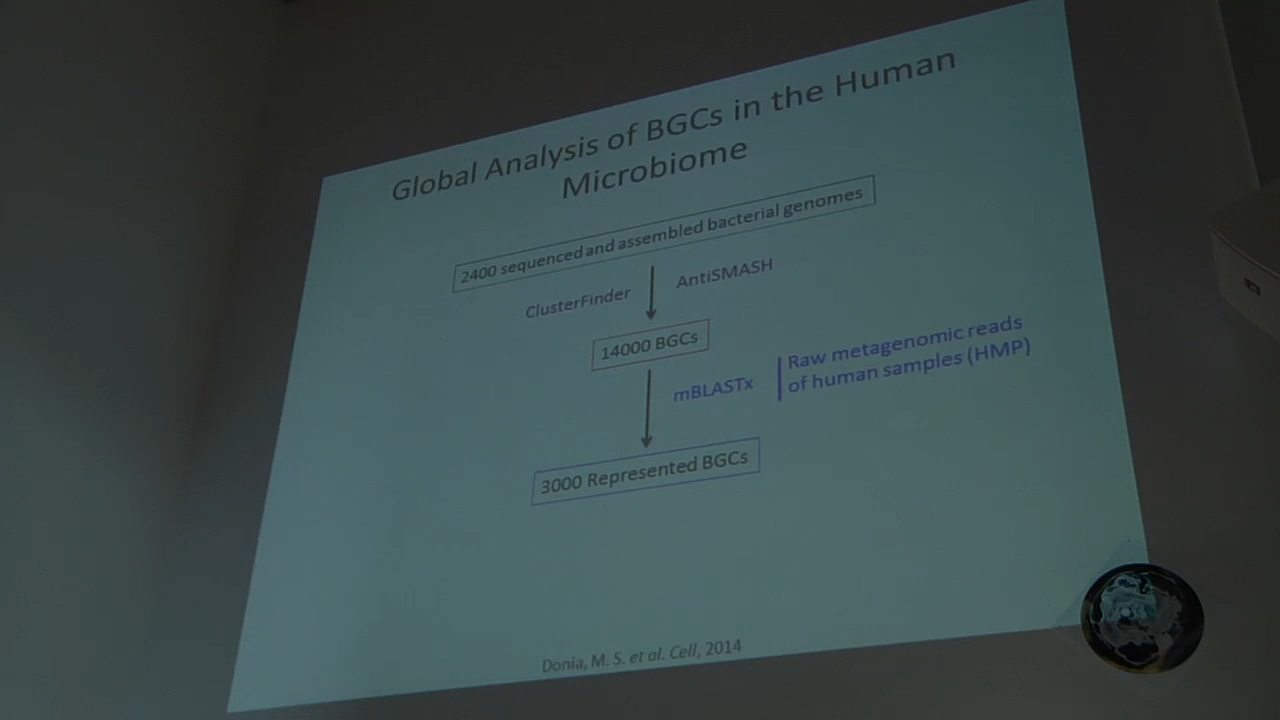 Global Analysis of BGCs in the Human
Microbiome
2400 sequenced and assembled bacterial genomes
ClusterFinder
AntiSMASH
14000 BGCs
mBLASTx
Raw metagenomic reads
of human samples (HMP)
3000 Represented BGCs
Donia, M. S. et al. Cell, 2014